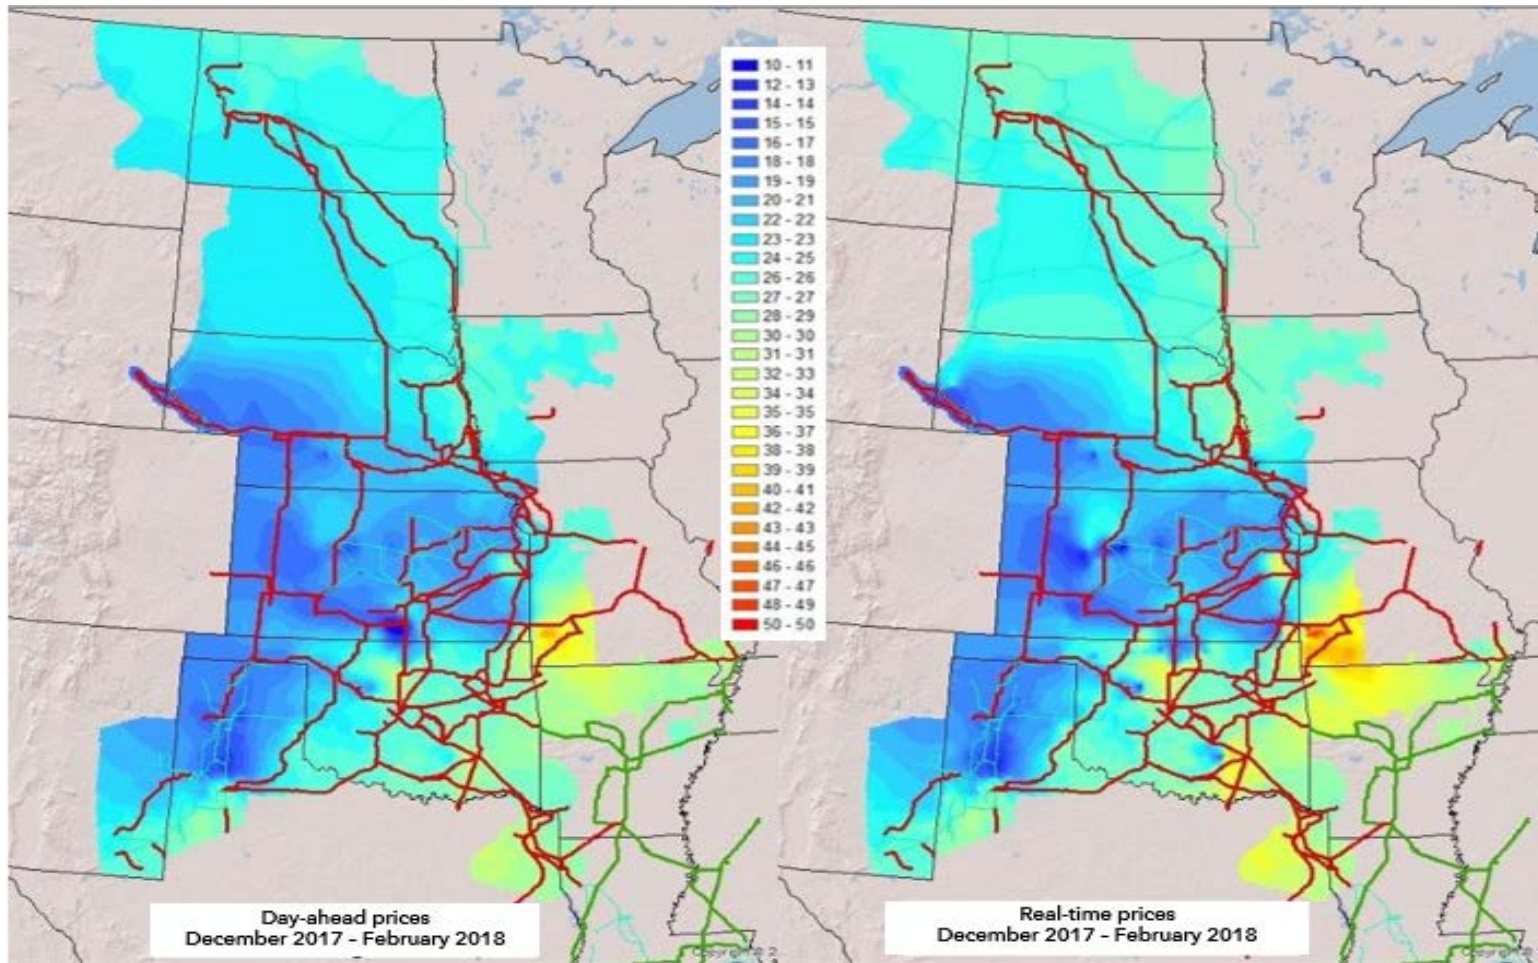 10 - 11
12 - 13
14 - 14
15 - 15
16 - 17
18 - 18
19 - 19
20 - 21
22 - 22
23 - 23
24 - 25
26 - 26
27 - 27
28 - 29
30 - 30
31 - 31
32 - 33
34 - 34
35 - 35
36 - 37
38 - 38
39 - 39
40 - 41
42 - 42
43 - 43
44 - 45
46 - 46
47 - 47
48 - 49
50 - 50
Day-ahead prices
December 2017 – February 2018
Real-time prices
December 2017 – February 2018